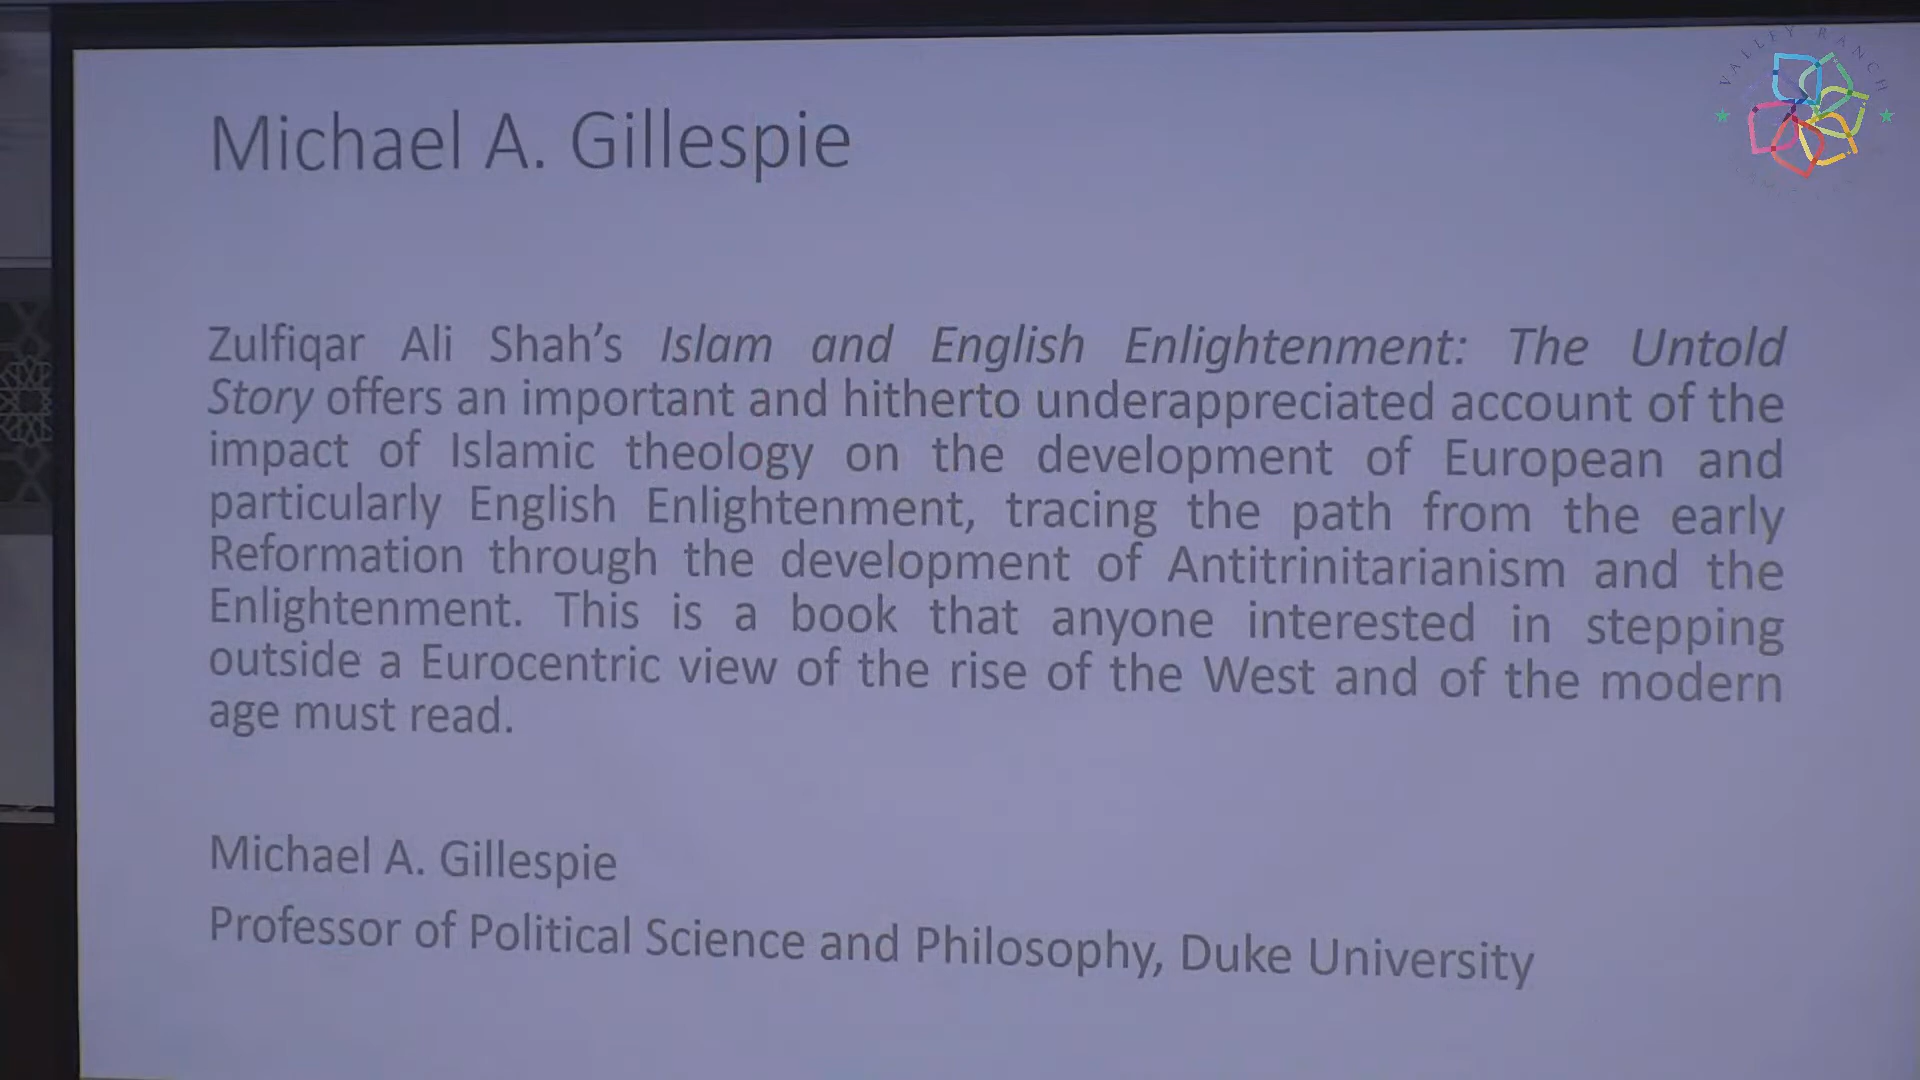 VALLEY RANCH
Michael A. Gillespie
Zulfiqar Ali Shah’s Islam and English Enlightenment: The Untold
Story offers an important and hitherto underappreciated account of the
impact of Islamic theology on the development of European and
particularly English Enlightenment, tracing the path from the early
Reformation through the development of Antitrinitarianism and the
Enlightenment. This is a book that anyone interested in stepping
outside a Eurocentric view of the rise of the West and of the modern
age must read.
Michael A. Gillespie
Professor of Political Science and Philosophy, Duke University